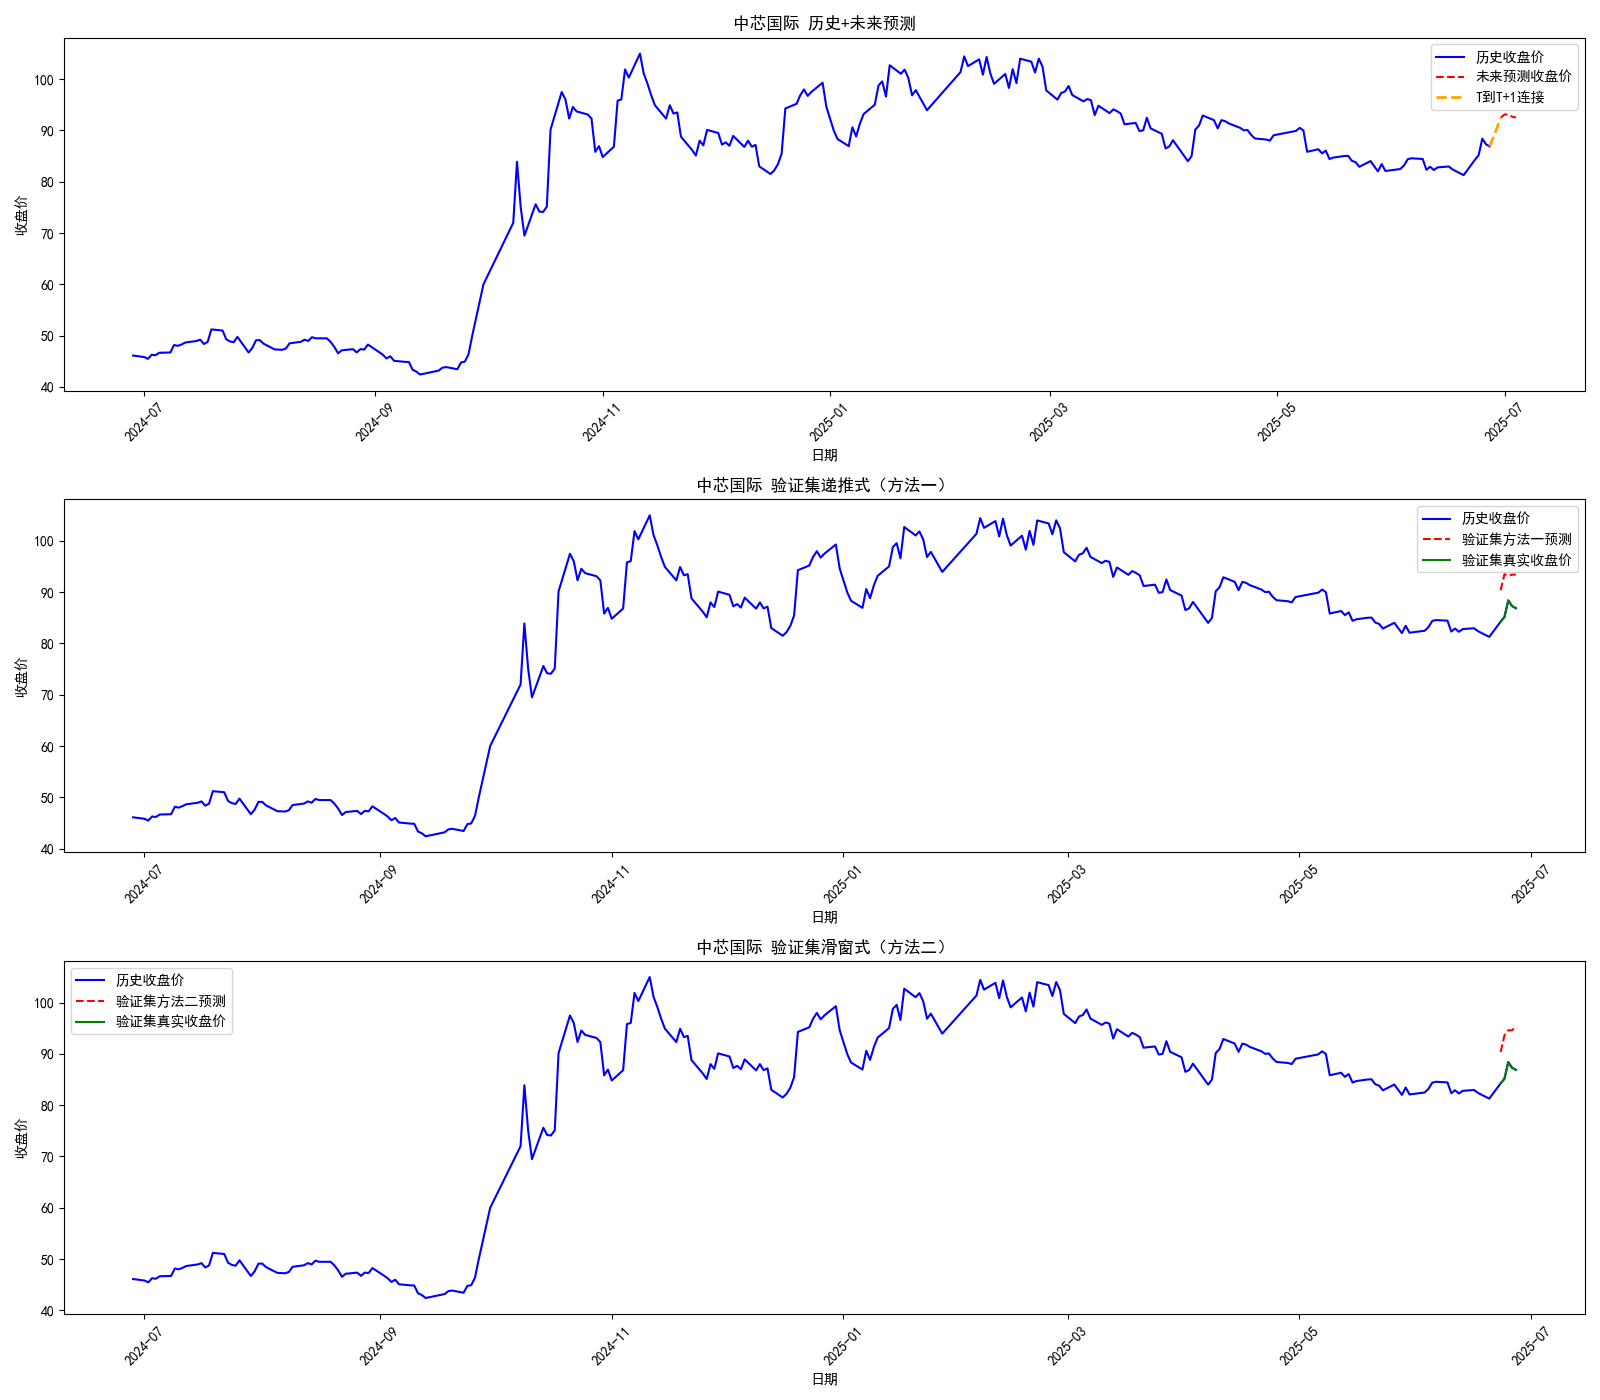 中芯国际 历史+未来预测
历史收盘价
未来预测收盘价
T到T+1连接
收盘价
100
90
80
70
60
50
40
2024-07
2024-09
2024-11
2025-01
2025-03
2025-05
2025-07
日期
中芯国际 验证集递推式（方法一）
历史收盘价
验证集方法一预测
验证集真实收盘价
收盘价
100
90
80
70
60
50
40
2024-07
2024-09
2024-11
2025-01
2025-03
2025-05
2025-07
日期
中芯国际 验证集滑窗式（方法二）
历史收盘价
验证集方法二预测
验证集真实收盘价
收盘价
100
90
80
70
60
50
40
2024-07
2024-09
2024-11
2025-01
2025-03
2025-05
2025-07
日期